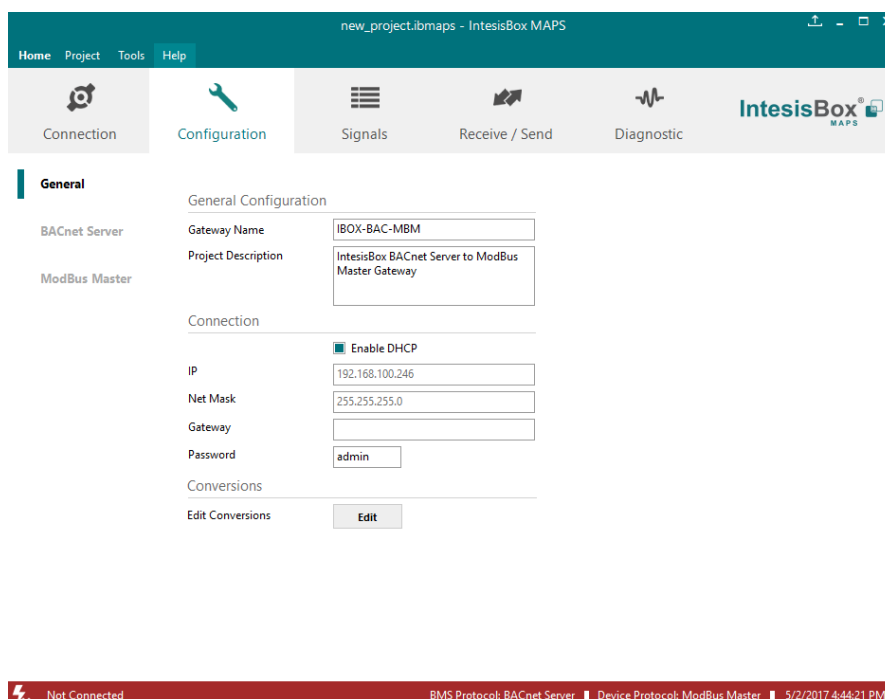 new_project.ibmaps - IntesisBox MAPS
Home Project Tools Help
Connection Configuration Signals Receive / Send Diagnostic
IntesisBox®
MAPS
General
BACnet Server
ModBus Master
General Configuration
Gateway Name IBOX-BAC-MBM
Project Description IntesisBox BACnet Server to ModBus
Master Gateway
Connection
Enable DHCP
IP 192.168.100.246
Net Mask 255.255.255.0
Gateway
Password admin
Conversions
Edit Conversions Edit
Not Connected BMS Protocol: BACnet Server Device Protocol: ModBus Master 5/2/2017 4:44:21 PM